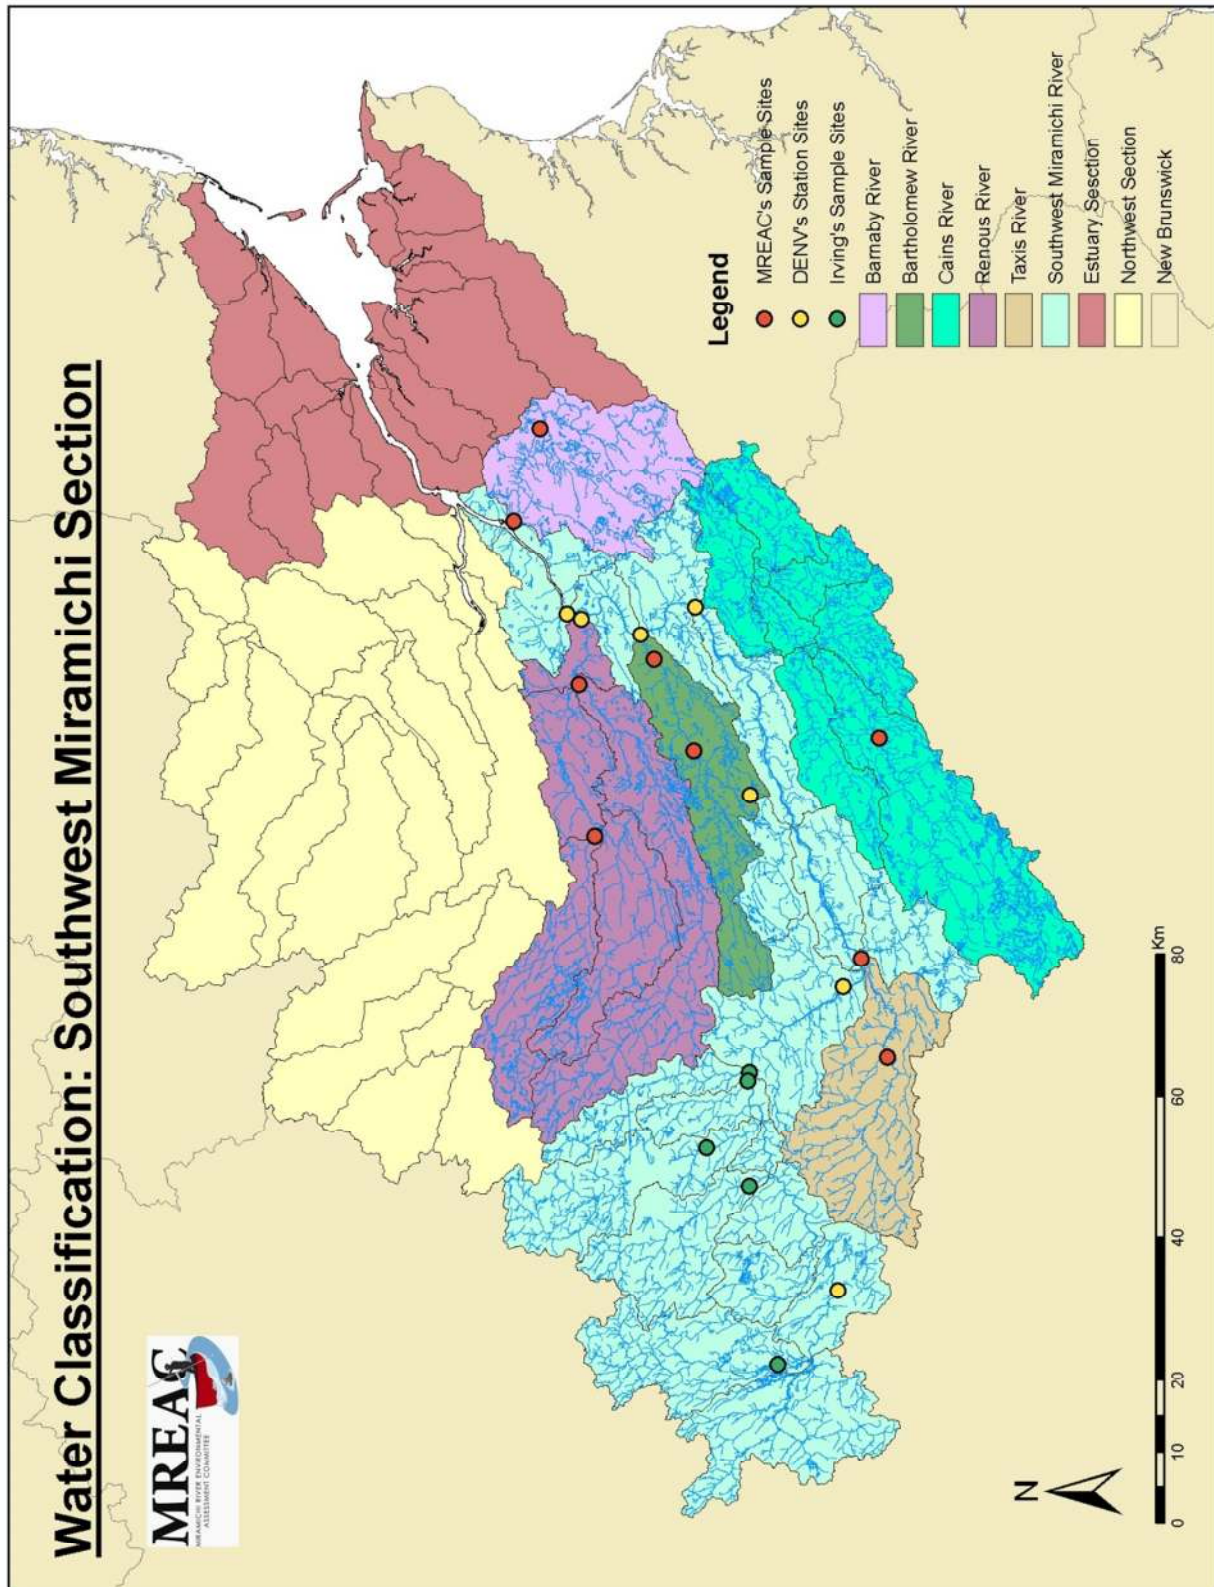 Water Classification: Southwest Miramichi Section
MREAC
MIRAMICHI RIVER ENVIRONMENTAL
ASSESSMENT COMMITTEE
Legend
MREAC's Sample Sites
DENV's Station Sites
Irving's Sample Sites
Barnaby River
Bartholomew River
Cains River
Renous River
Taxis River
Southwest Miramichi River
Estuary Sesction
Northwest Section
New Brunswick
N
0 10 20 40 60 80
Km